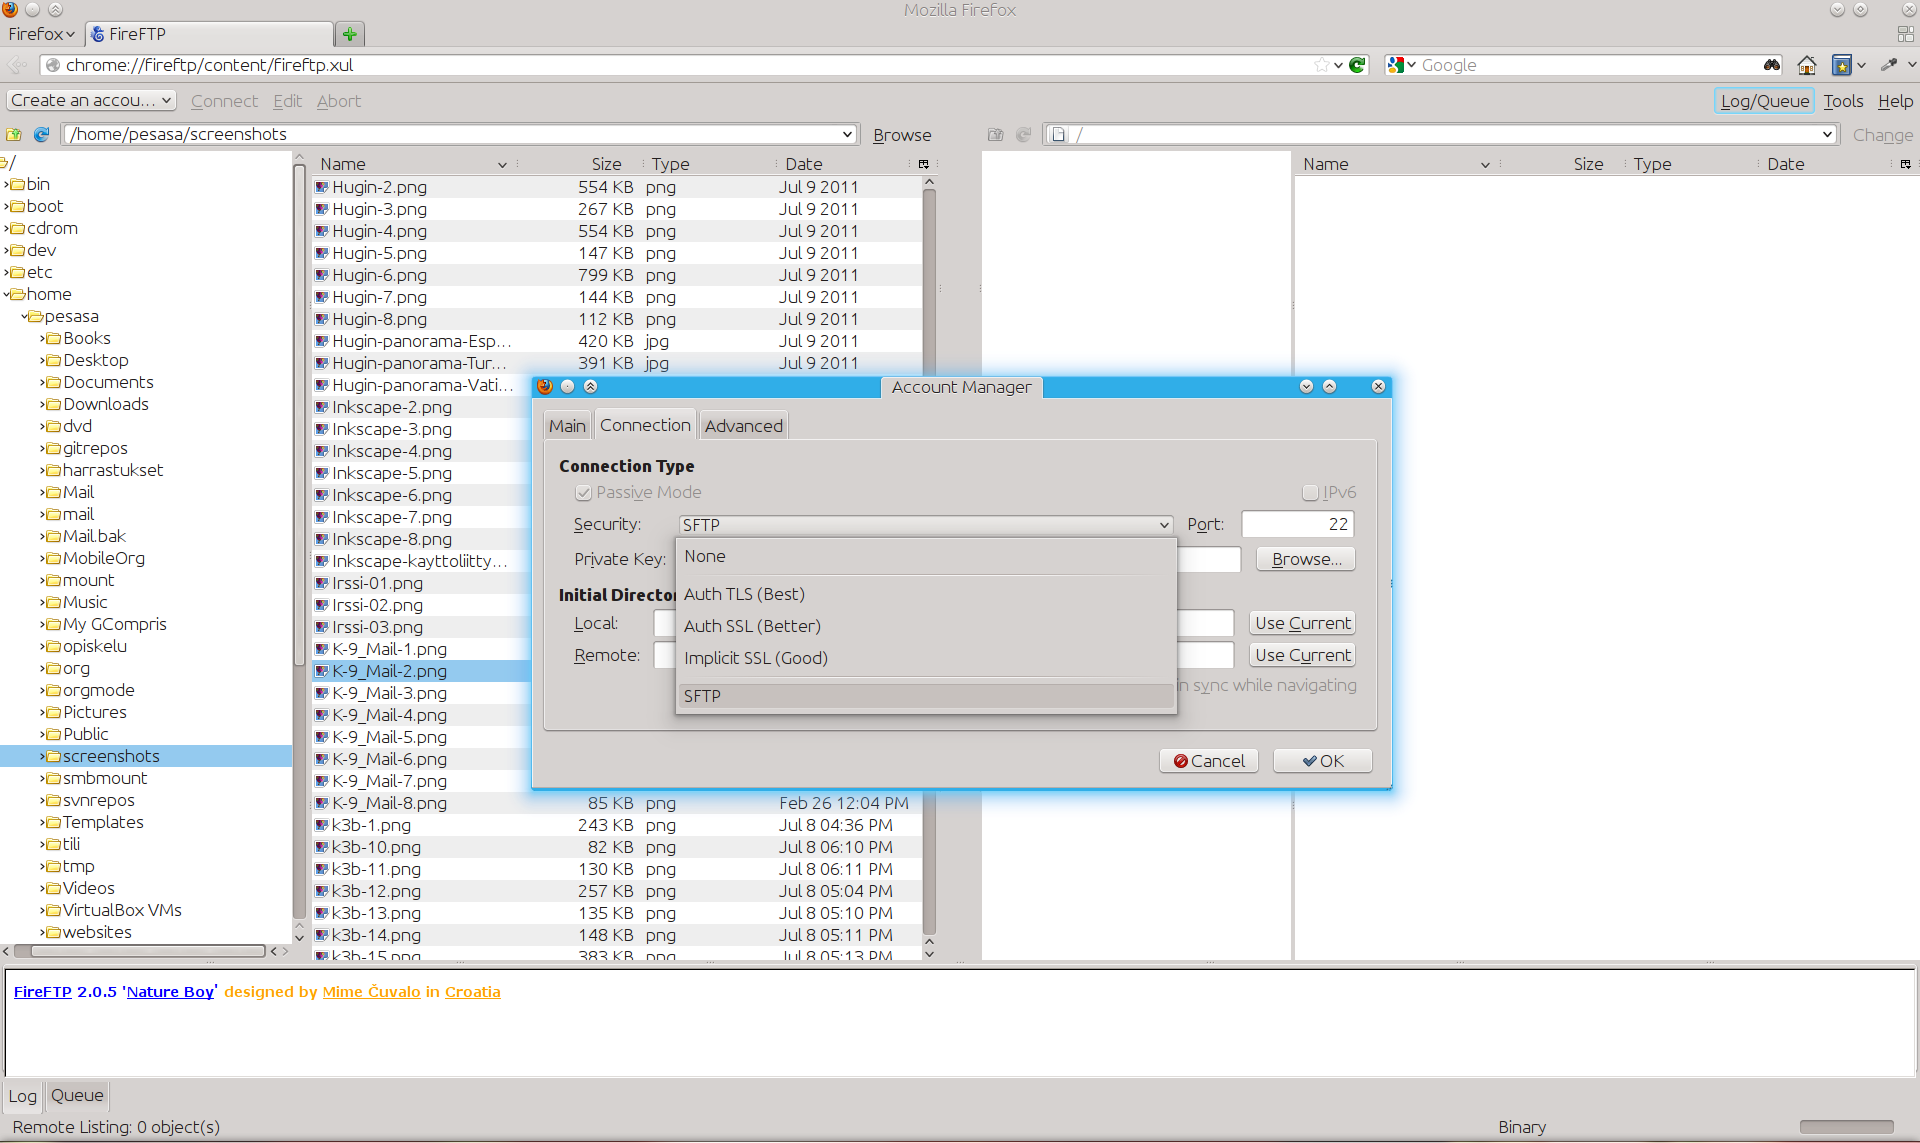 Mozilla Firefox
Firefox
FireFTP
chrome://fireftp/content/fireftp.xul
Google
Create an accou... Connect Edit Abort
Log/Queue Tools Help
/home/pesasa/screenshots Browse
/ Change
/
bin
boot
cdrom
dev
etc
home
pesasa
Books
Desktop
Documents
Downloads
dvd
gitrepos
harrastukset
Mail
mail
Mail.bak
MobileOrg
mount
Music
My GCompris
opiskelu
org
orgmode
Pictures
Public
screenshots
smbmount
svnrepos
Templates
tili
tmp
Videos
VirtualBox VMs
websites
Name Size Type Date
Hugin-2.png 554 KB png Jul 9 2011
Hugin-3.png 267 KB png Jul 9 2011
Hugin-4.png 554 KB png Jul 9 2011
Hugin-5.png 147 KB png Jul 9 2011
Hugin-6.png 799 KB png Jul 9 2011
Hugin-7.png 144 KB png Jul 9 2011
Hugin-8.png 112 KB png Jul 9 2011
Hugin-panorama-Esp... 420 KB jpg Jul 9 2011
Hugin-panorama-Tur... 391 KB jpg Jul 9 2011
Hugin-panorama-Vati...
Inkscape-2.png
Inkscape-3.png
Inkscape-4.png
Inkscape-5.png
Inkscape-6.png
Inkscape-7.png
Inkscape-8.png
Inkscape-kayttoliitty...
Irssi-01.png
Irssi-02.png
Irssi-03.png
K-9_Mail-1.png
K-9_Mail-2.png
K-9_Mail-3.png
K-9_Mail-4.png
K-9_Mail-5.png
K-9_Mail-6.png
K-9_Mail-7.png
K-9_Mail-8.png 85 KB png Feb 26 12:04 PM
k3b-1.png 243 KB png Jul 8 04:36 PM
k3b-10.png 82 KB png Jul 8 06:10 PM
k3b-11.png 130 KB png Jul 8 06:11 PM
k3b-12.png 257 KB png Jul 8 05:04 PM
k3b-13.png 135 KB png Jul 8 05:10 PM
k3b-14.png 148 KB png Jul 8 05:11 PM
k3b-15.png 383 KB png Jul 8 05:13 PM
Name Size Type Date
Account Manager
Main Connection Advanced
Connection Type
Passive Mode IPv6
Security: SFTP Port: 22
Private Key: Browse...
None
Auth TLS (Best)
Auth SSL (Better)
Implicit SSL (Good)
SFTP
Initial Director
Local: Use Current
Remote: Use Current
in sync while navigating
Cancel OK
FireFTP 2.0.5 'Nature Boy' designed by Mime Čuvalo in Croatia
Log Queue
Remote Listing: 0 object(s) Binary